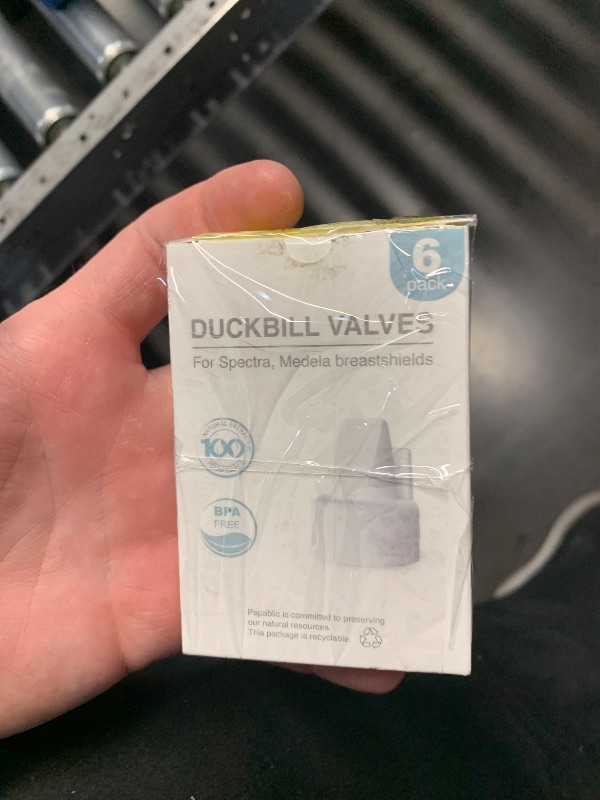 6
pack
DUCKBILL VALVES
For Spectra, Medela breastshields
100
BPA
FREE
Papablic is committed to preserving
our natural resources.
This package is recyclable.